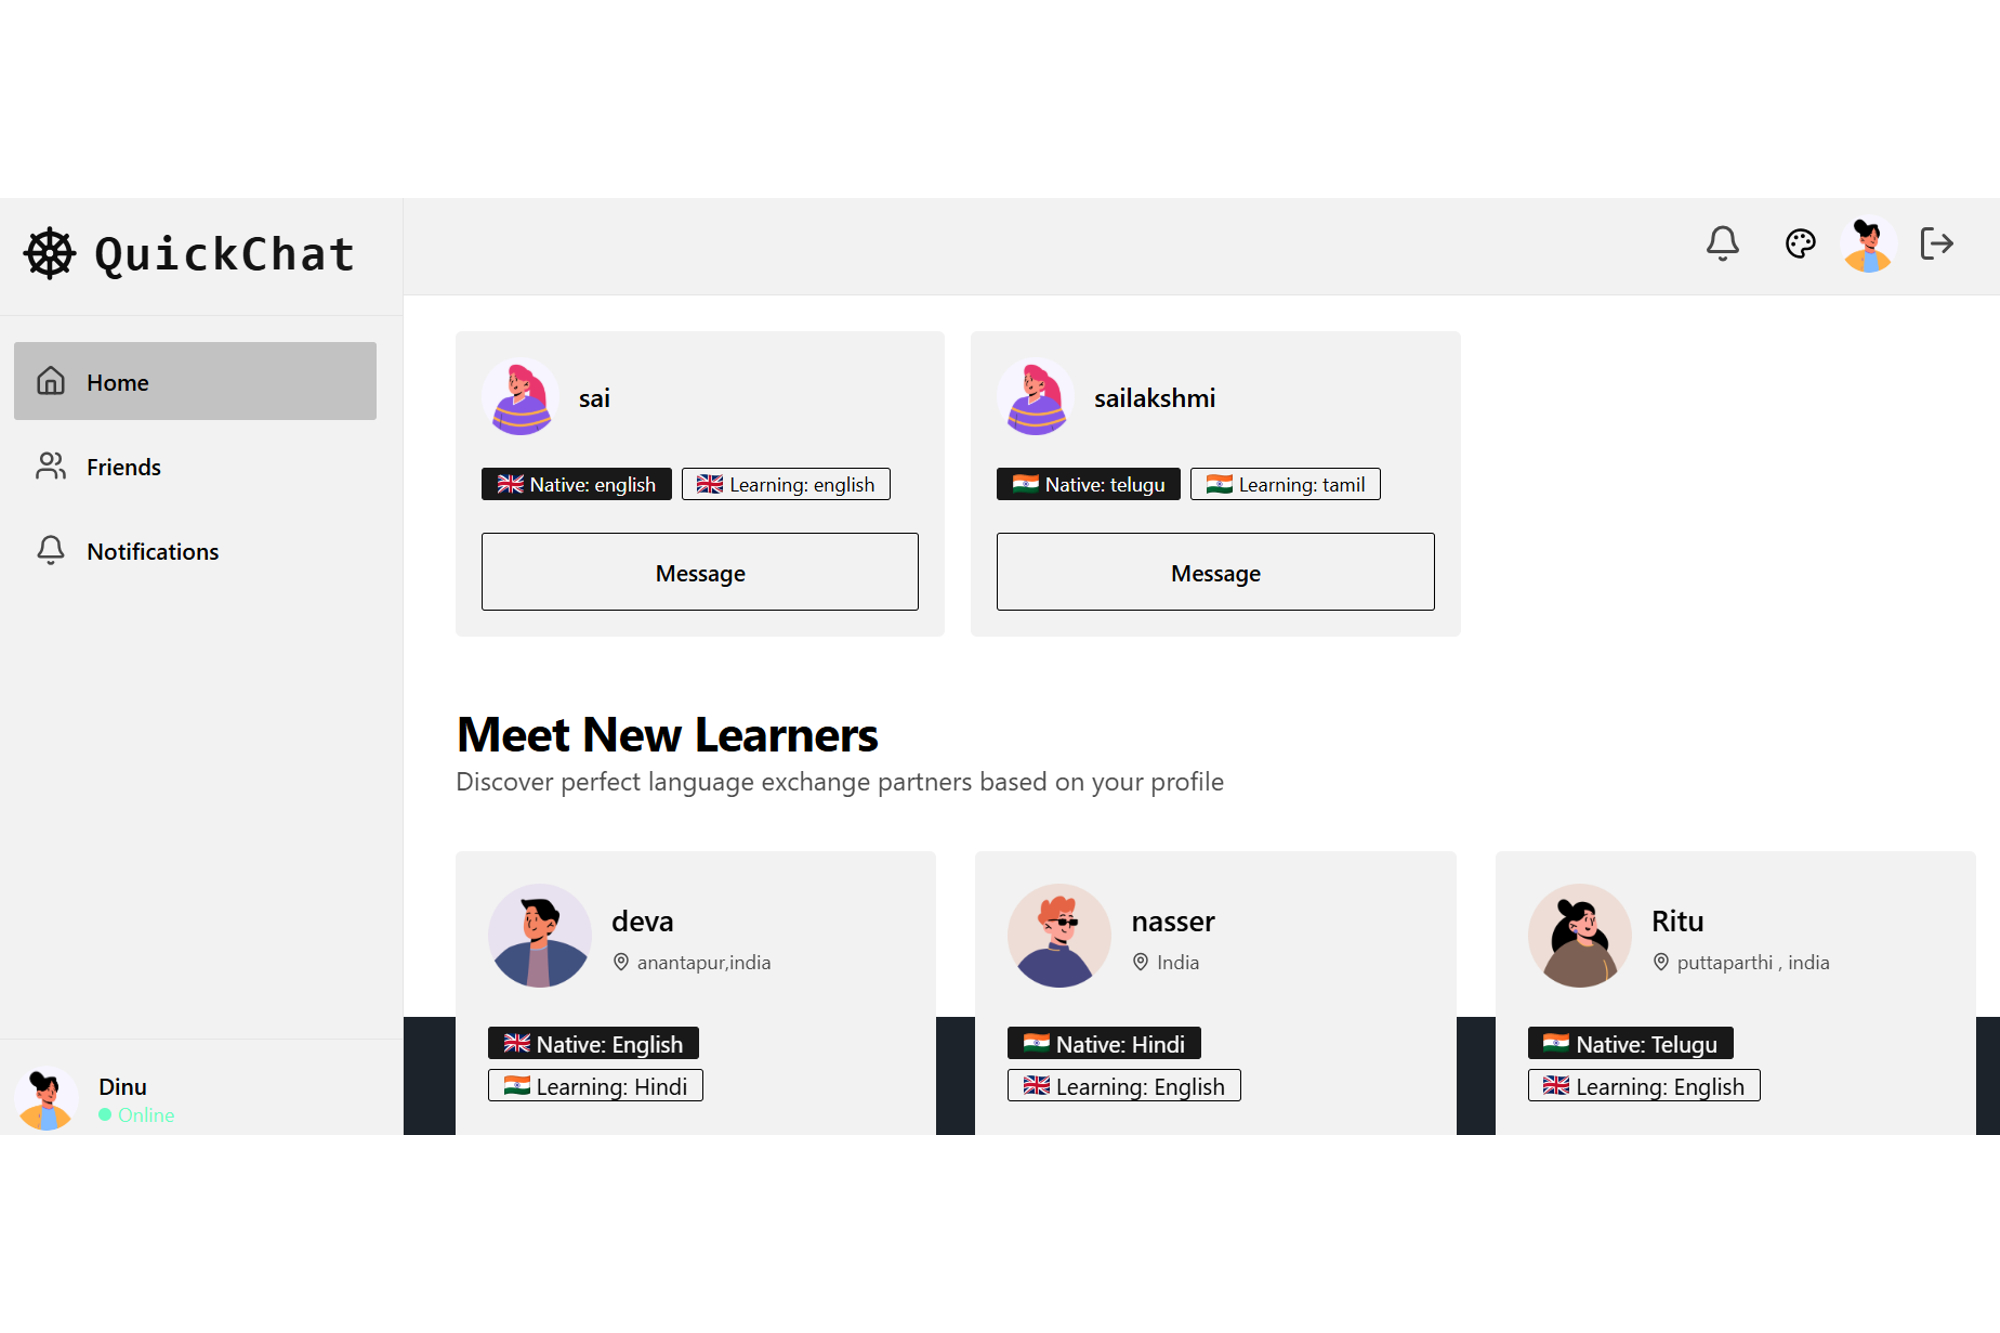 QuickChat
Home
Friends
Notifications
Dinu
Online
sai
Native: english
Learning: english
Message
sailakshmi
Native: telugu
Learning: tamil
Message
Meet New Learners
Discover perfect language exchange partners based on your profile
deva
anantapur,india
Native: English
Learning: Hindi
nasser
India
Native: Hindi
Learning: English
Ritu
puttaparthi , india
Native: Telugu
Learning: English